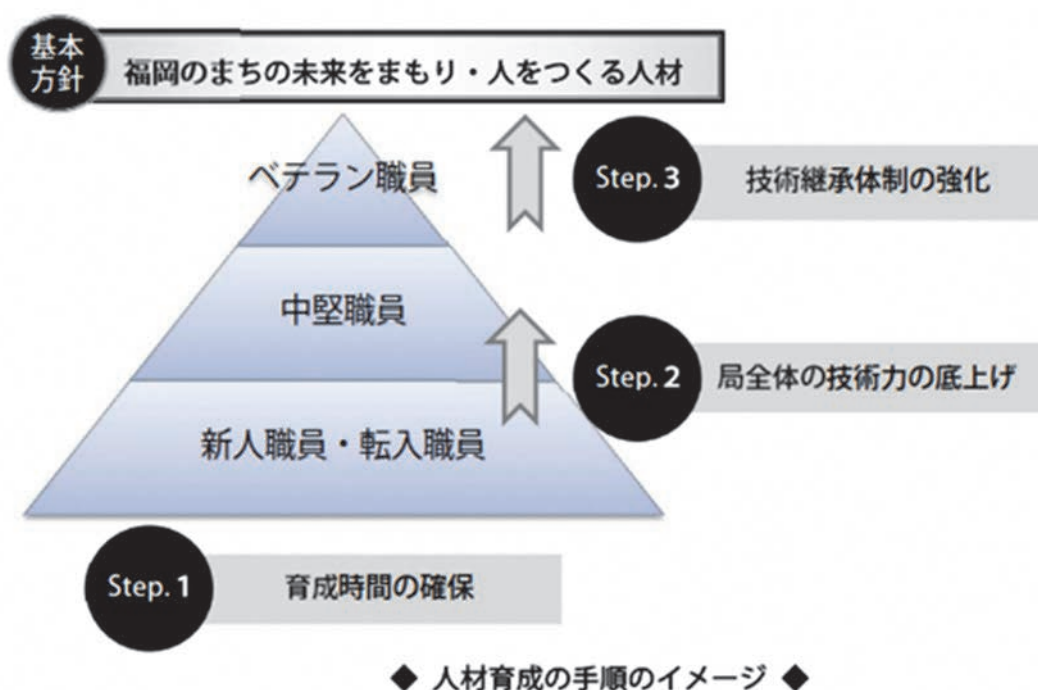 基本
方針
福岡のまちの未来をまもり・人をつくる人材
ベテラン職員
Step. 3
技術継承体制の強化
中堅職員
Step. 2
局全体の技術力の底上げ
新人職員・転入職員
Step. 1
育成時間の確保
◆ 人材育成の手順のイメージ ◆